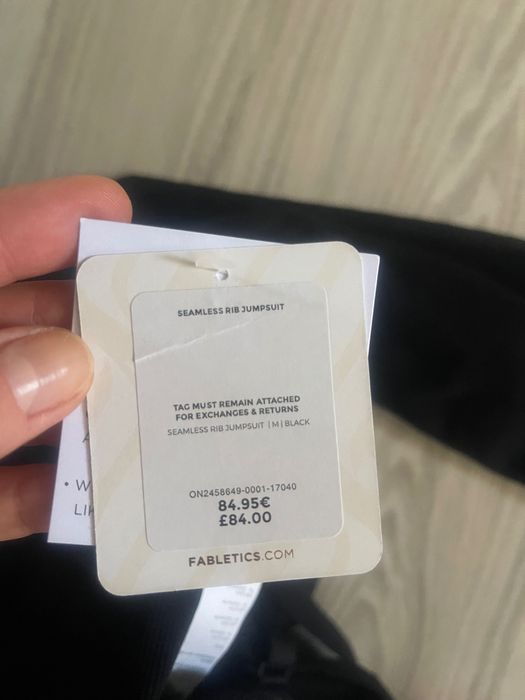 SEAMLESS RIB JUMPSUIT
TAG MUST REMAIN ATTACHED
FOR EXCHANGES & RETURNS
SEAMLESS RIB JUMPSUIT | M | BLACK
ON2458649-0001-17040
84.95€
£84.00
FABLETICS.COM